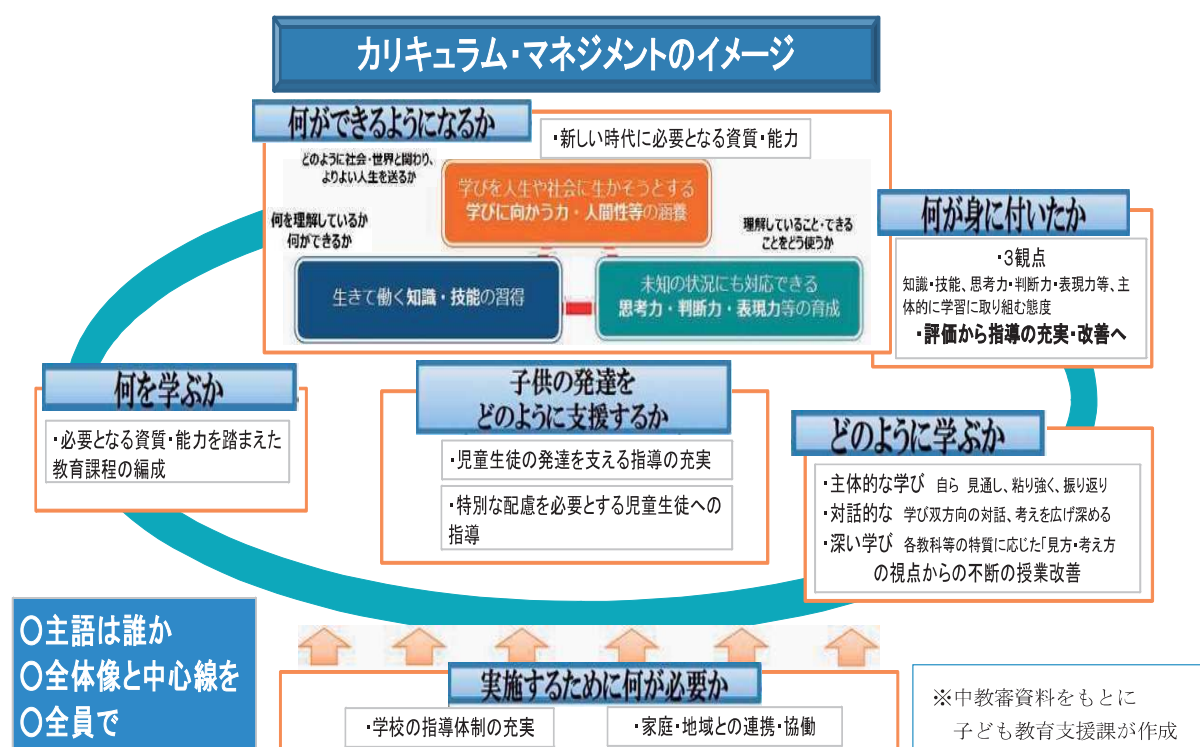 カリキュラム・マネジメントのイメージ
何ができるようになるか
・新しい時代に必要となる資質・能力
どのように社会・世界と関わり、
よりよい人生を送るか
学びを人生や社会に生かそうとする
学びに向かう力・人間性等の涵養
何を理解しているか
何ができるか
理解していること・できる
ことをどう使うか
生きて働く知識・技能の習得
未知の状況にも対応できる
思考力・判断力・表現力等の育成
何が身に付いたか
・3観点
知識・技能、思考力・判断力・表現力等、主
体的に学習に取り組む態度
・評価から指導の充実・改善へ
何を学ぶか
・必要となる資質・能力を踏まえた
教育課程の編成
子供の発達を
どのように支援するか
・児童生徒の発達を支える指導の充実
・特別な配慮を必要とする児童生徒への
指導
どのように学ぶか
・主体的な学び 自ら 見通し、粘り強く、振り返り
・対話的な 学び双方向の対話、考えを広げ深める
・深い学び 各教科等の特質に応じた「見方・考え方
の視点からの不断の授業改善
○主語は誰か
○全体像と中心線を
○全員で
実施するために何が必要か
・学校の指導体制の充実
・家庭・地域との連携・協働
※中教審資料をもとに
子ども教育支援課が作成